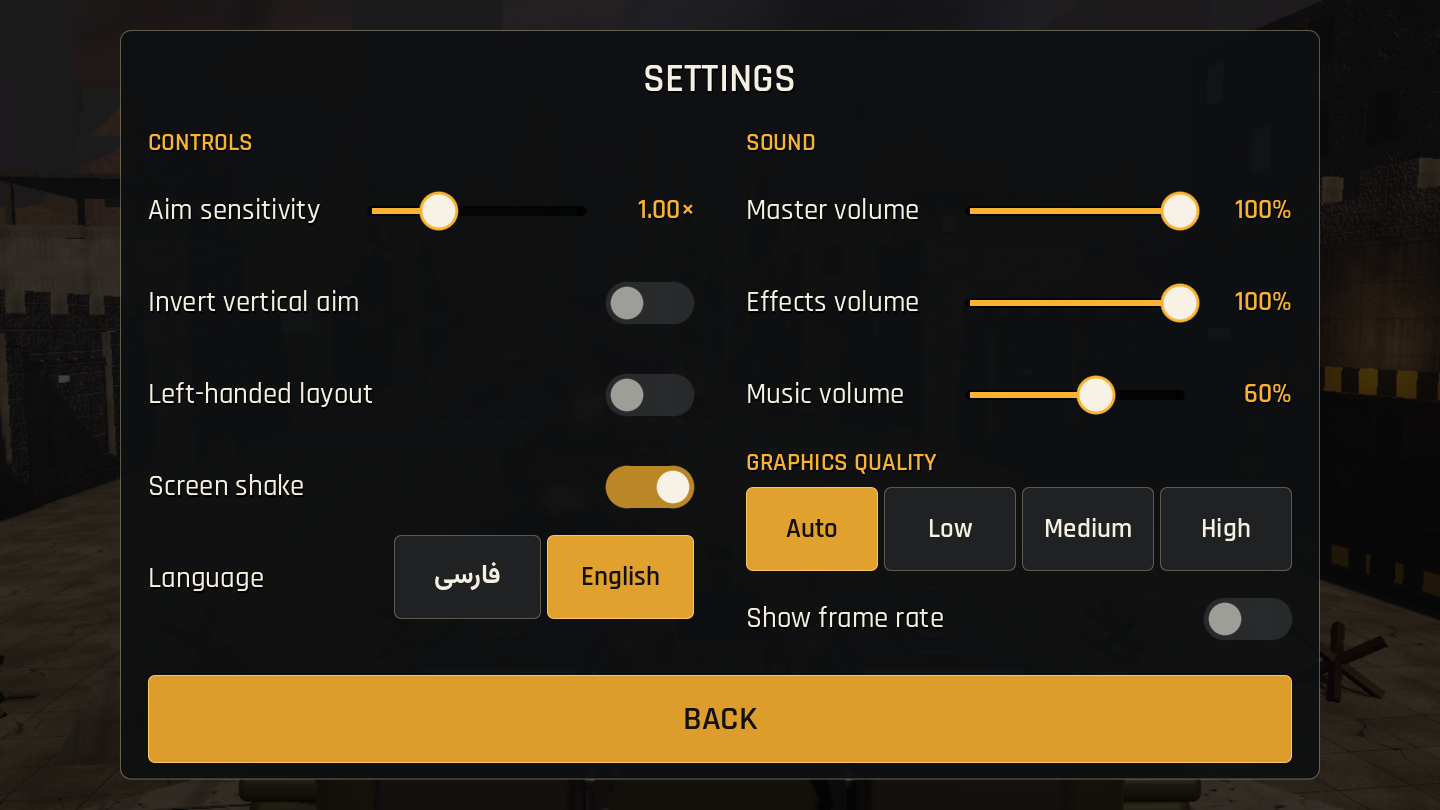 SETTINGS
CONTROLS
Aim sensitivity 1.00×
Invert vertical aim
Left-handed layout
Screen shake
Language فارسی English
SOUND
Master volume 100%
Effects volume 100%
Music volume 60%
GRAPHICS QUALITY
Auto Low Medium High
Show frame rate
BACK